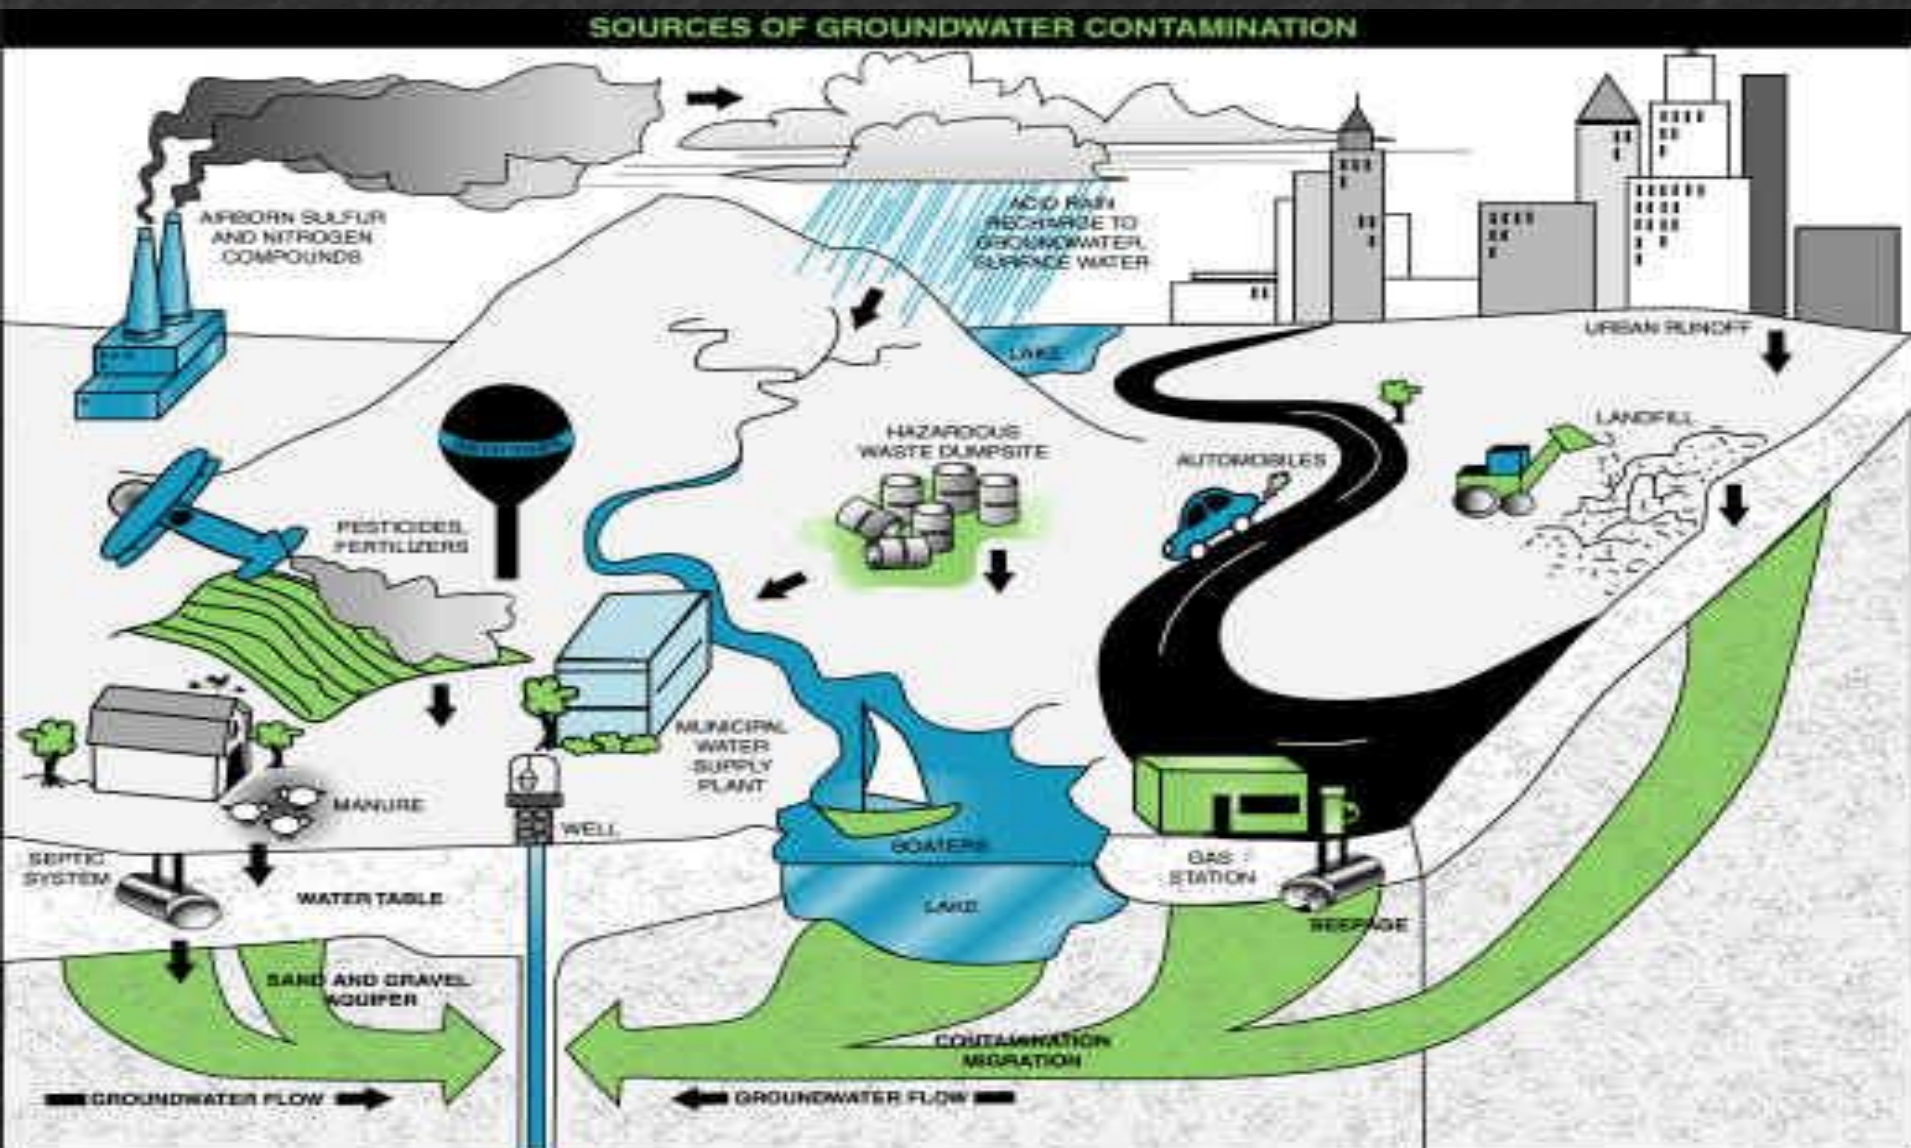 SOURCES OF GROUNDWATER CONTAMINATION
AIRBORN SULFUR
AND NITROGEN
COMPOUNDS
ACID RAIN
RECHARGE TO
GROUNDWATER,
SURFACE WATER
LAKE
URBAN RUNOFF
LANDFILL
HAZARDOUS
WASTE DUMPSITE
AUTOMOBILES
PESTICIDES,
FERTILIZERS
MUNICIPAL
WATER
SUPPLY
PLANT
MANURE
WELL
BOATERS
SEPTIC
SYSTEM
GAS
STATION
WATER TABLE
LAKE
SEEPAGE
SAND AND GRAVEL
AQUIFER
CONTAMINATION
MIGRATION
GROUNDWATER FLOW
GROUNDWATER FLOW